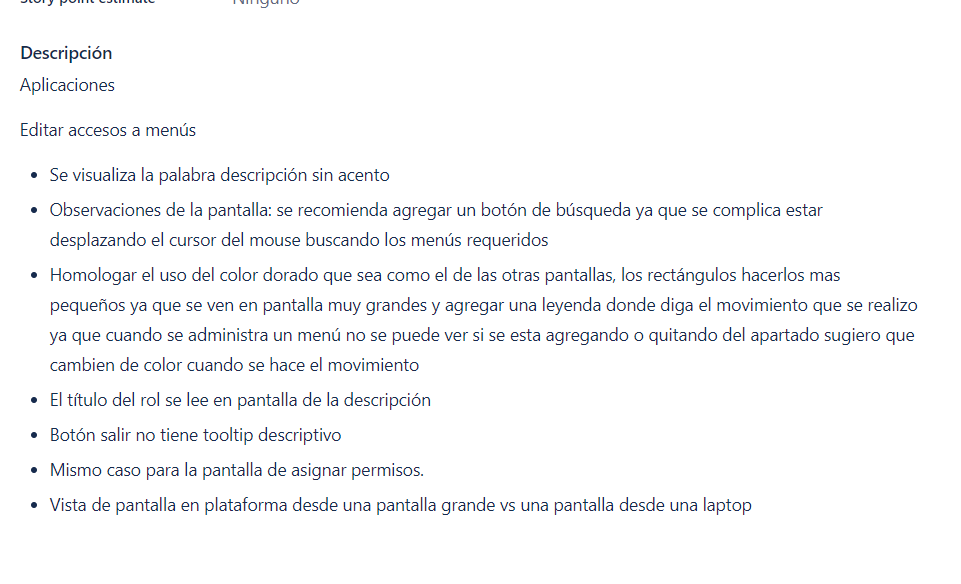 Story point estimate Ninguno
Descripción
Aplicaciones
Editar accesos a menús
• Se visualiza la palabra descripción sin acento
• Observaciones de la pantalla: se recomienda agregar un botón de búsqueda ya que se complica estar
desplazando el cursor del mouse buscando los menús requeridos
• Homologar el uso del color dorado que sea como el de las otras pantallas, los rectángulos hacerlos mas
pequeños ya que se ven en pantalla muy grandes y agregar una leyenda donde diga el movimiento que se realizo
ya que cuando se administra un menú no se puede ver si se esta agregando o quitando del apartado sugiero que
cambien de color cuando se hace el movimiento
• El título del rol se lee en pantalla de la descripción
• Botón salir no tiene tooltip descriptivo
• Mismo caso para la pantalla de asignar permisos.
• Vista de pantalla en plataforma desde una pantalla grande vs una pantalla desde una laptop